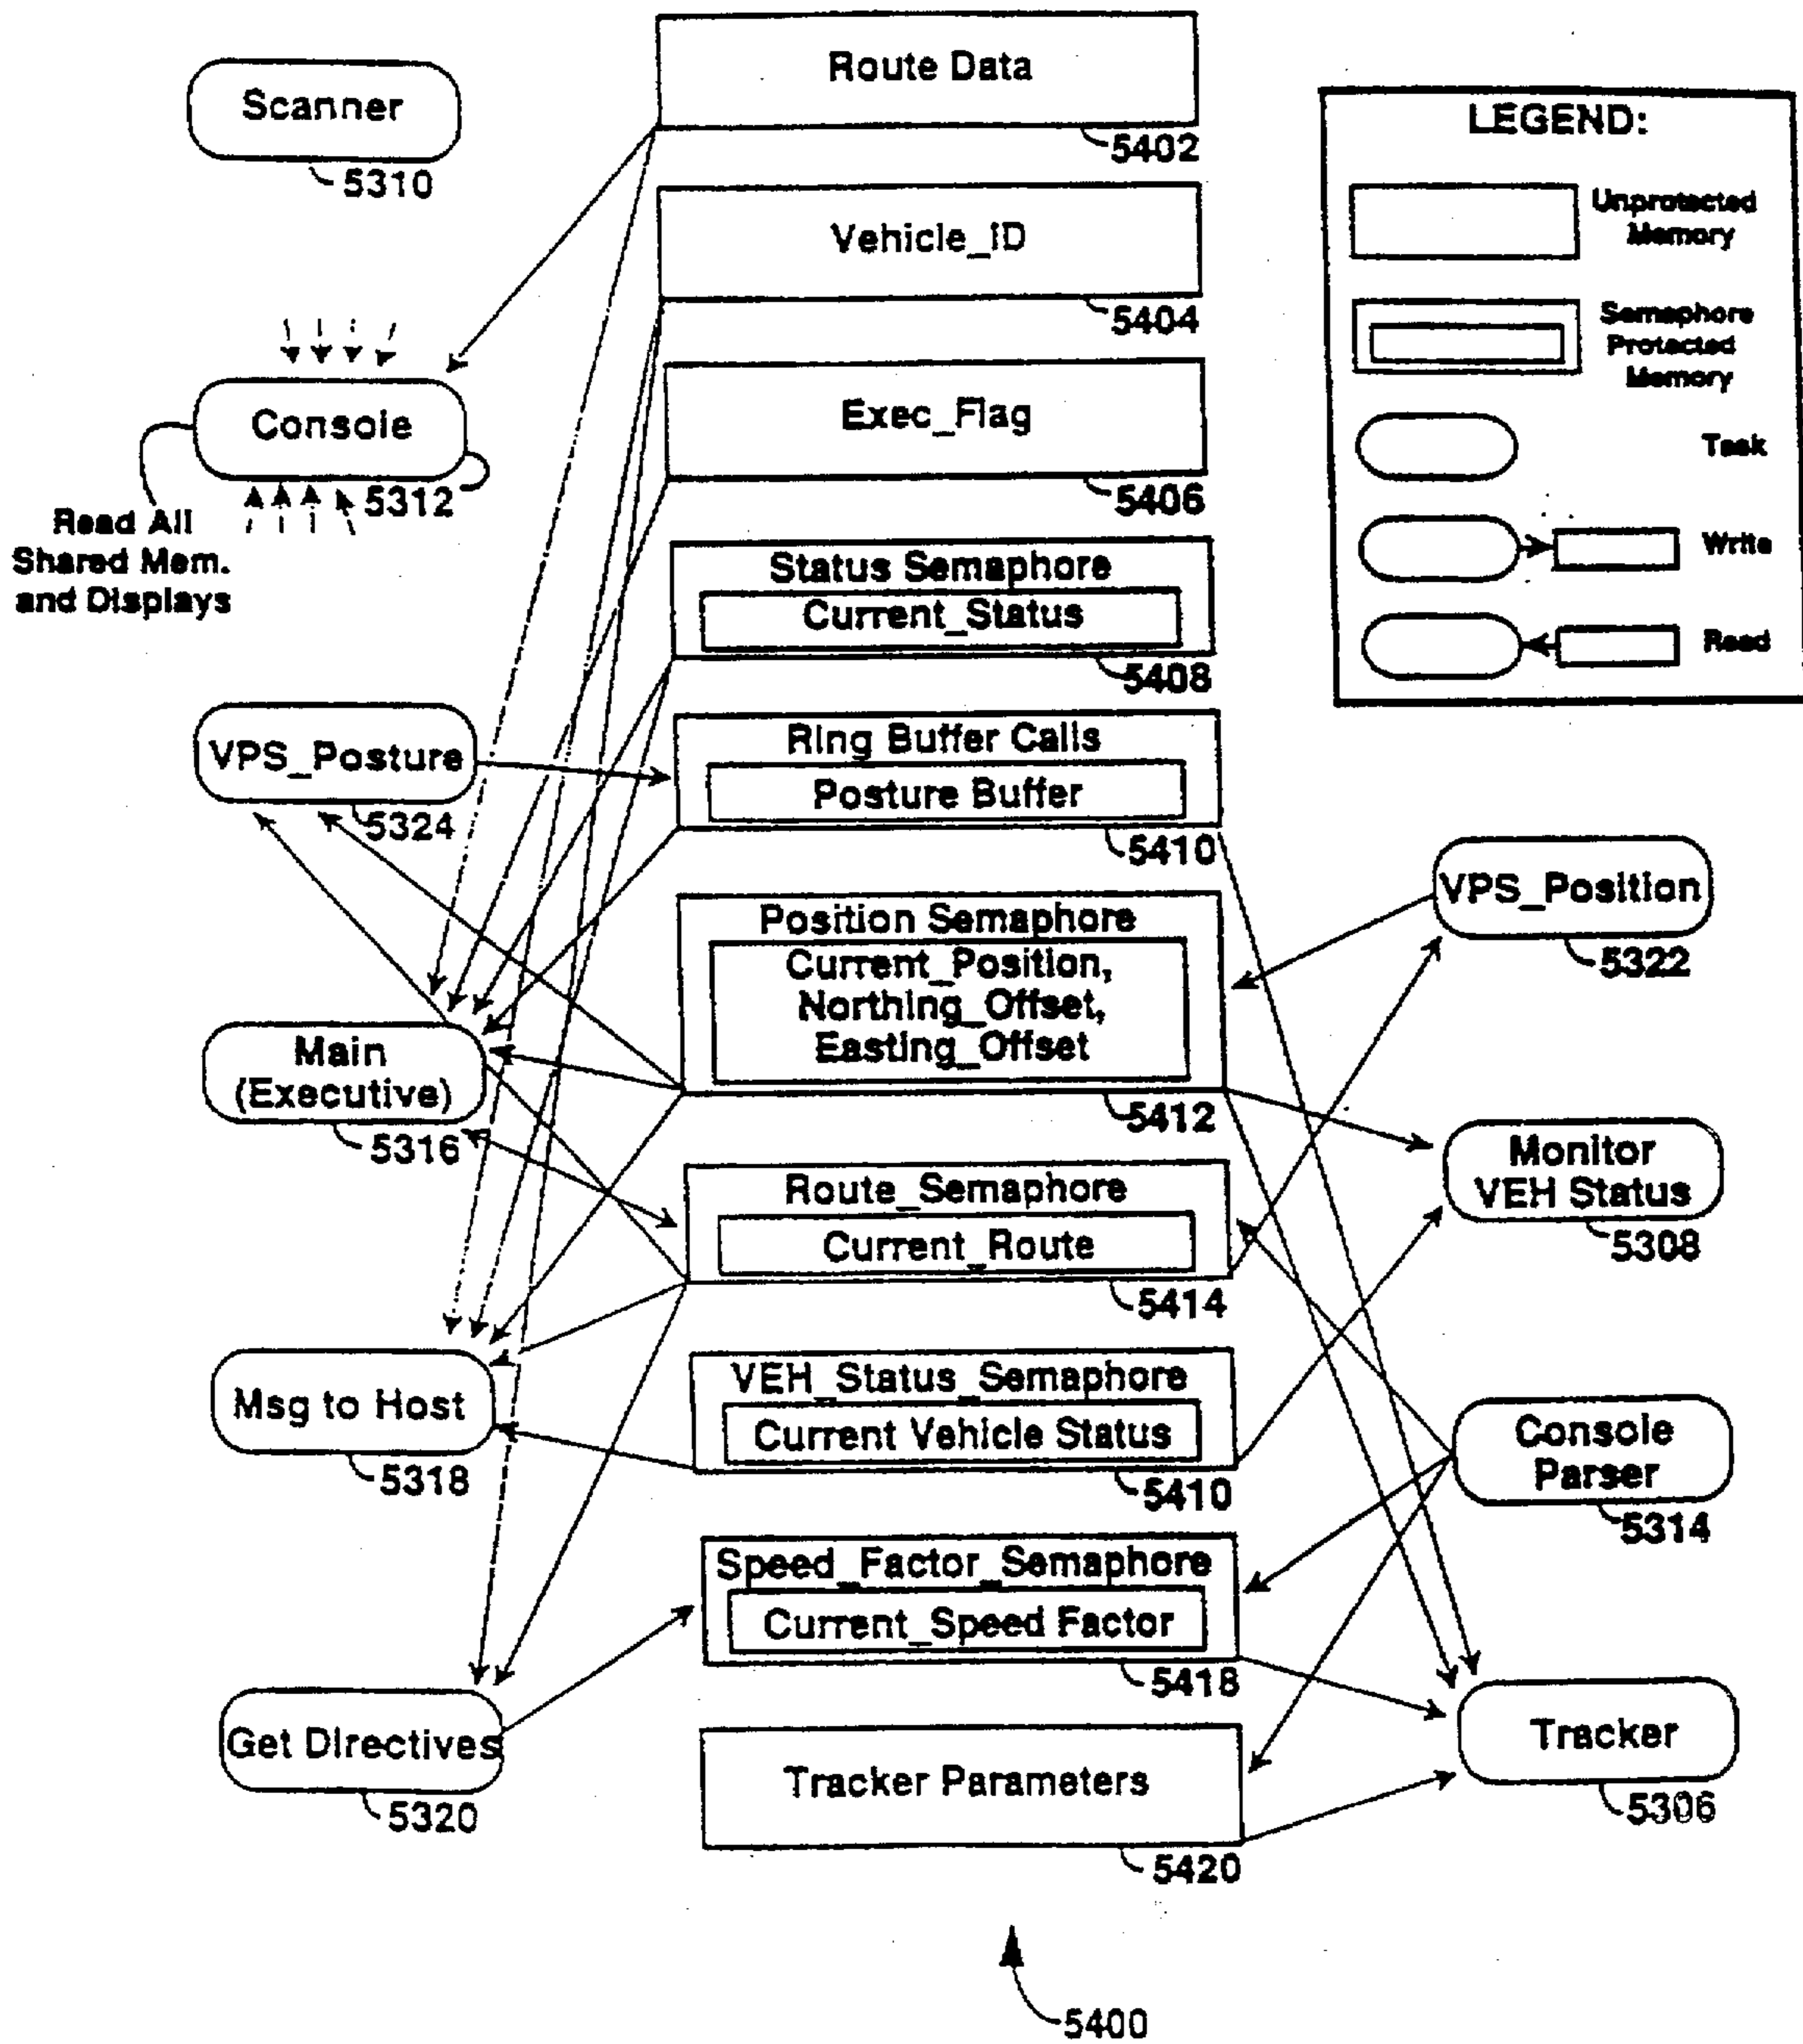 Route Data
5402
Scanner
5310
Vehicle_ID
5404
Exec_Flag
5406
Console
5312
Read All
Shared Mem.
and Displays
Status Semaphore
Current_Status
5408
VPS_Posture
5324
Ring Buffer Calls
Posture Buffer
5410
Position Semaphore
Current_Position,
Northing_Offset,
Easting_Offset
5412
Main
(Executive)
5316
Route_Semaphore
Current_Route
5414
Msg to Host
5318
VEH_Status_Semaphore
Current Vehicle Status
5410
Speed_Factor_Semaphore
Current_Speed Factor
5418
Get Directives
5320
Tracker Parameters
5420
LEGEND:
Unprotected
Memory
Semaphore
Protected
Memory
Task
Write
Read
VPS_Position
5322
Monitor
VEH Status
5308
Console
Parser
5314
Tracker
5306
5400